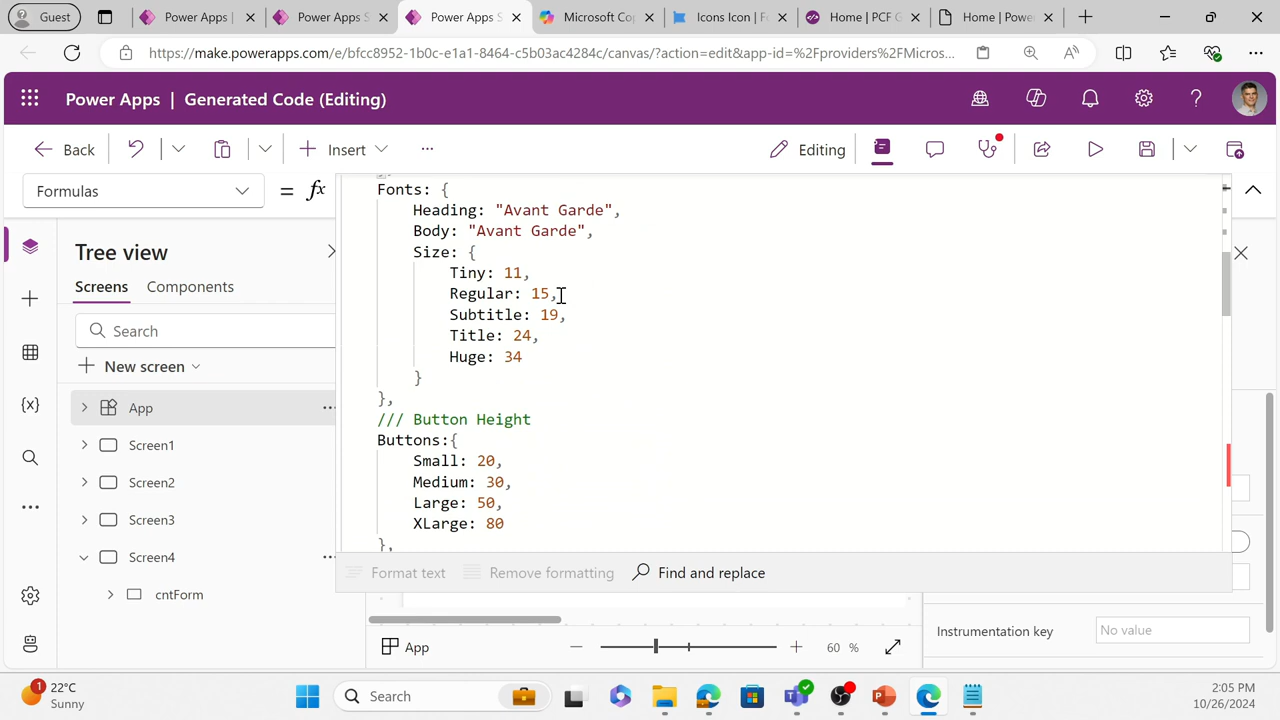 Guest
Power Apps |
Power Apps S
Power Apps S
Microsoft Co
Icons Icon | F
Home | PCF G
Home | Powe
https://make.powerapps.com/e/bfcc8952-1b0c-e1a1-8464-c5b03ac4284c/canvas/?action=edit&app-id=%2Fproviders%2FMicros...
Power Apps | Generated Code (Editing)
Back
Insert
Editing
Formulas
= fx
Tree view
Screens Components
Search
New screen
App
Screen1
Screen2
Screen3
Screen4
cntForm
Fonts: {
Heading: "Avant Garde",
Body: "Avant Garde",
Size: {
Tiny: 11,
Regular: 15,
Subtitle: 19,
Title: 24,
Huge: 34
}
},
/// Button Height
Buttons:{
Small: 20,
Medium: 30,
Large: 50,
XLarge: 80
},
Format text
Remove formatting
Find and replace
Instrumentation key
No value
App
60 %
1
22°C
Sunny
Search
2:05 PM
10/26/2024